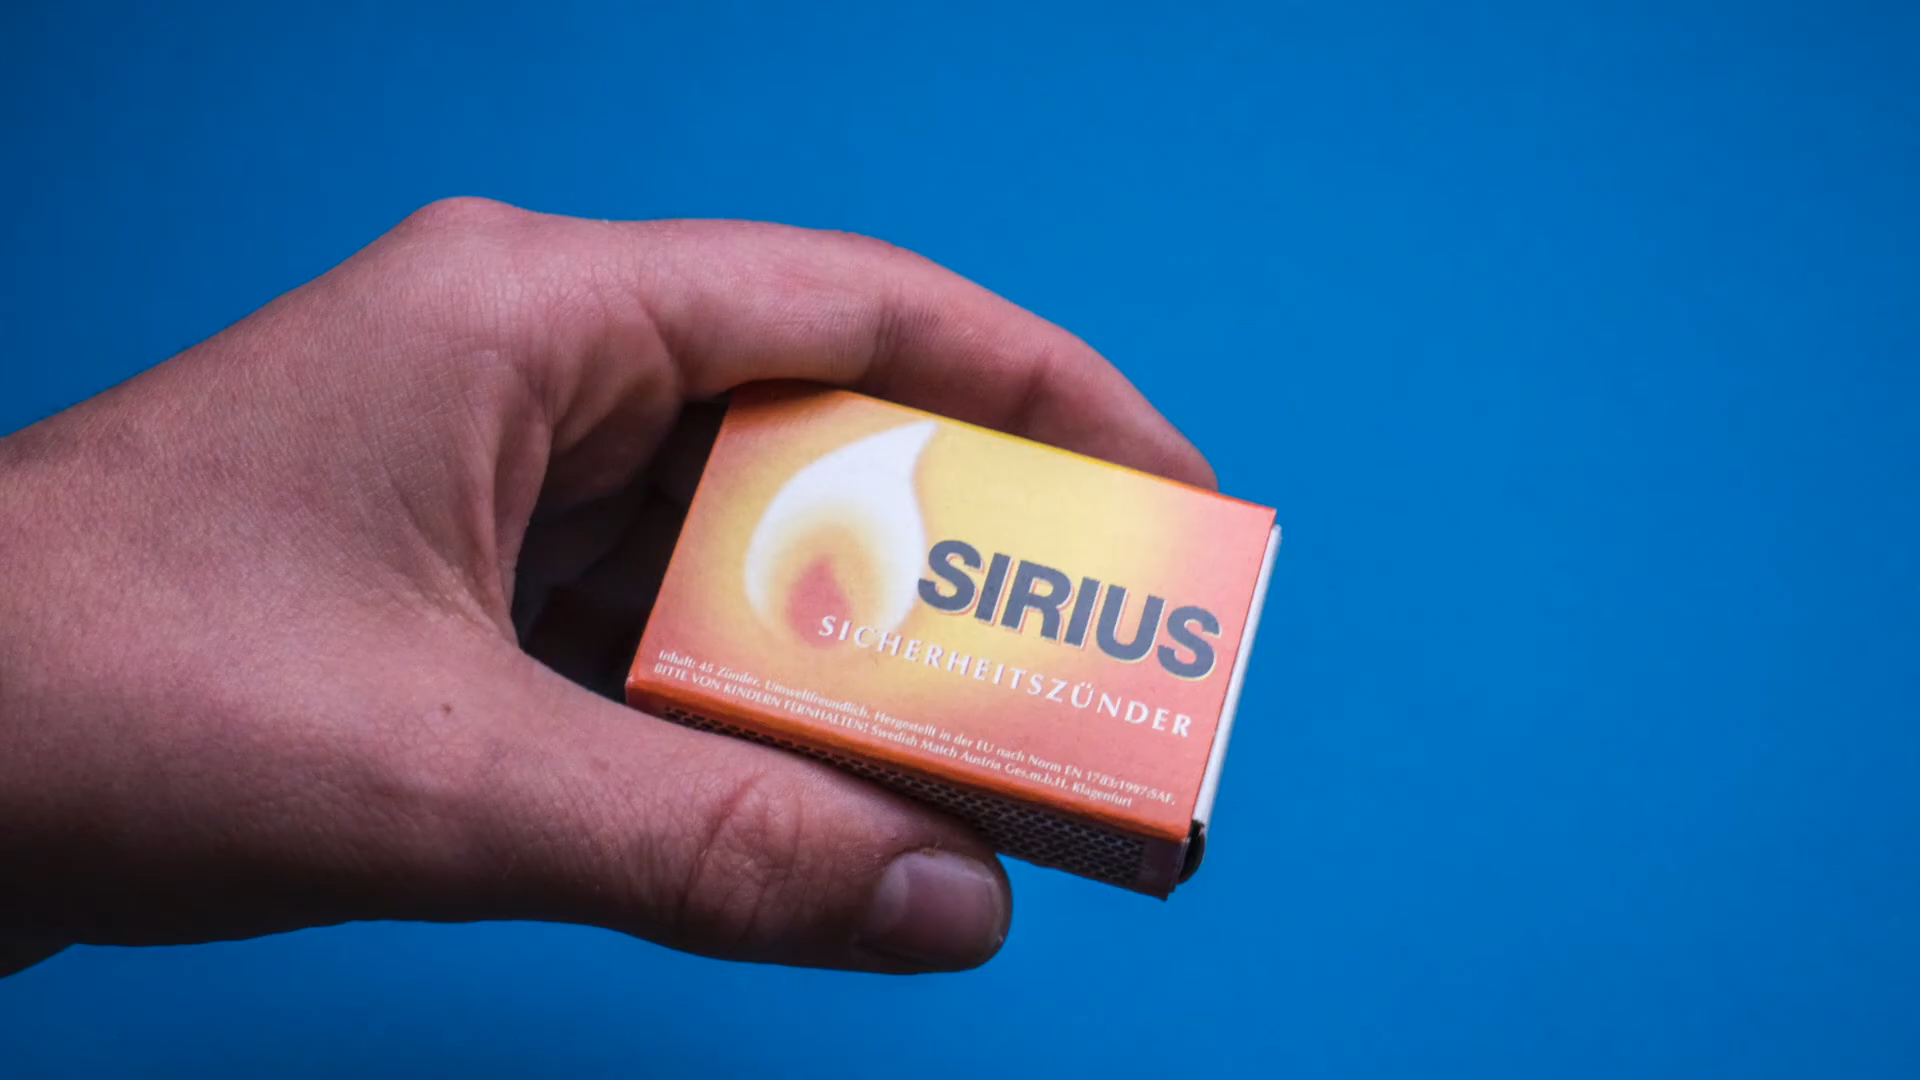 SIRIUS
SICHERHEITSZÜNDER
Inhalt: 45 Zünder. Umweltfreundlich. Hergestellt in der EU nach Norm EN 1783:1997:SAF.
BITTE VON KINDERN FERNHALTEN! Swedish Match Austria Ges.m.b.H. Klagenfurt